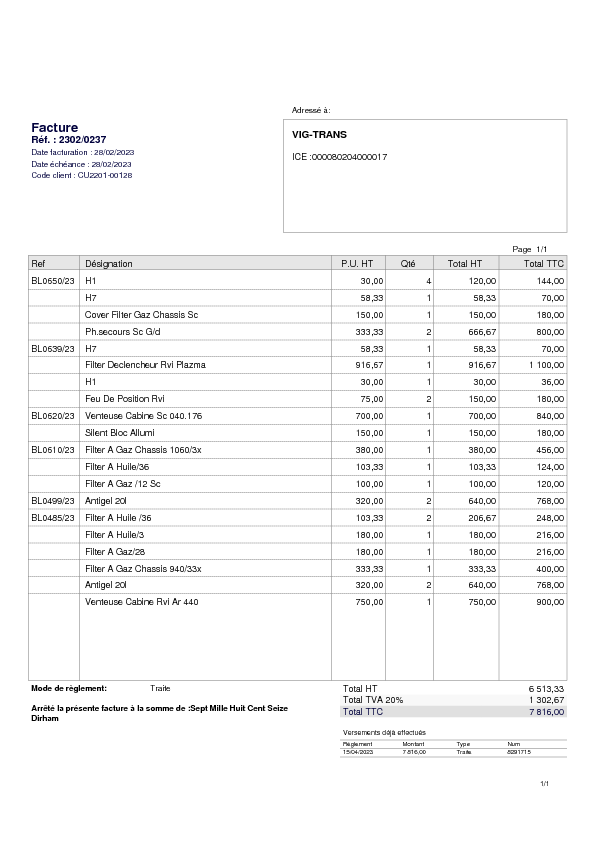 Adressé à:
Facture
Réf. : 2302/0237
Date facturation : 28/02/2023
Date échéance : 28/02/2023
Code client : CU2201-00128
VIG-TRANS
ICE :000080204000017
Page 1/1
Ref Désignation P.U. HT Qté Total HT Total TTC
BL0650/23 H1 30,00 4 120,00 144,00
H7 58,33 1 58,33 70,00
Cover Filter Gaz Chassis Sc 150,00 1 150,00 180,00
Ph.secours Sc G/d 333,33 2 666,67 800,00
BL0639/23 H7 58,33 1 58,33 70,00
Filter Declencheur Rvi Plazma 916,67 1 916,67 1 100,00
H1 30,00 1 30,00 36,00
Feu De Position Rvi 75,00 2 150,00 180,00
BL0620/23 Venteuse Cabine Sc 040.176 700,00 1 700,00 840,00
Silent Bloc Allumi 150,00 1 150,00 180,00
BL0610/23 Filter A Gaz Chassis 1060/3x 380,00 1 380,00 456,00
Filter A Huile/36 103,33 1 103,33 124,00
Filter A Gaz /12 Sc 100,00 1 100,00 120,00
BL0499/23 Antigel 20l 320,00 2 640,00 768,00
BL0485/23 Filter A Huile /36 103,33 2 206,67 248,00
Filter A Huile/3 180,00 1 180,00 216,00
Filter A Gaz/28 180,00 1 180,00 216,00
Filter A Gaz Chassis 940/33x 333,33 1 333,33 400,00
Antigel 20l 320,00 2 640,00 768,00
Venteuse Cabine Rvi Ar 440 750,00 1 750,00 900,00
Mode de règlement: Traite
Total HT 6 513,33
Total TVA 20% 1 302,67
Total TTC 7 816,00
Arrêté la présente facture à la somme de :Sept Mille Huit Cent Seize
Dirham
Versements déjà effectués
Règlement Montant Type Num
15/04/2023 7 816,00 Traite 8291715
1/1